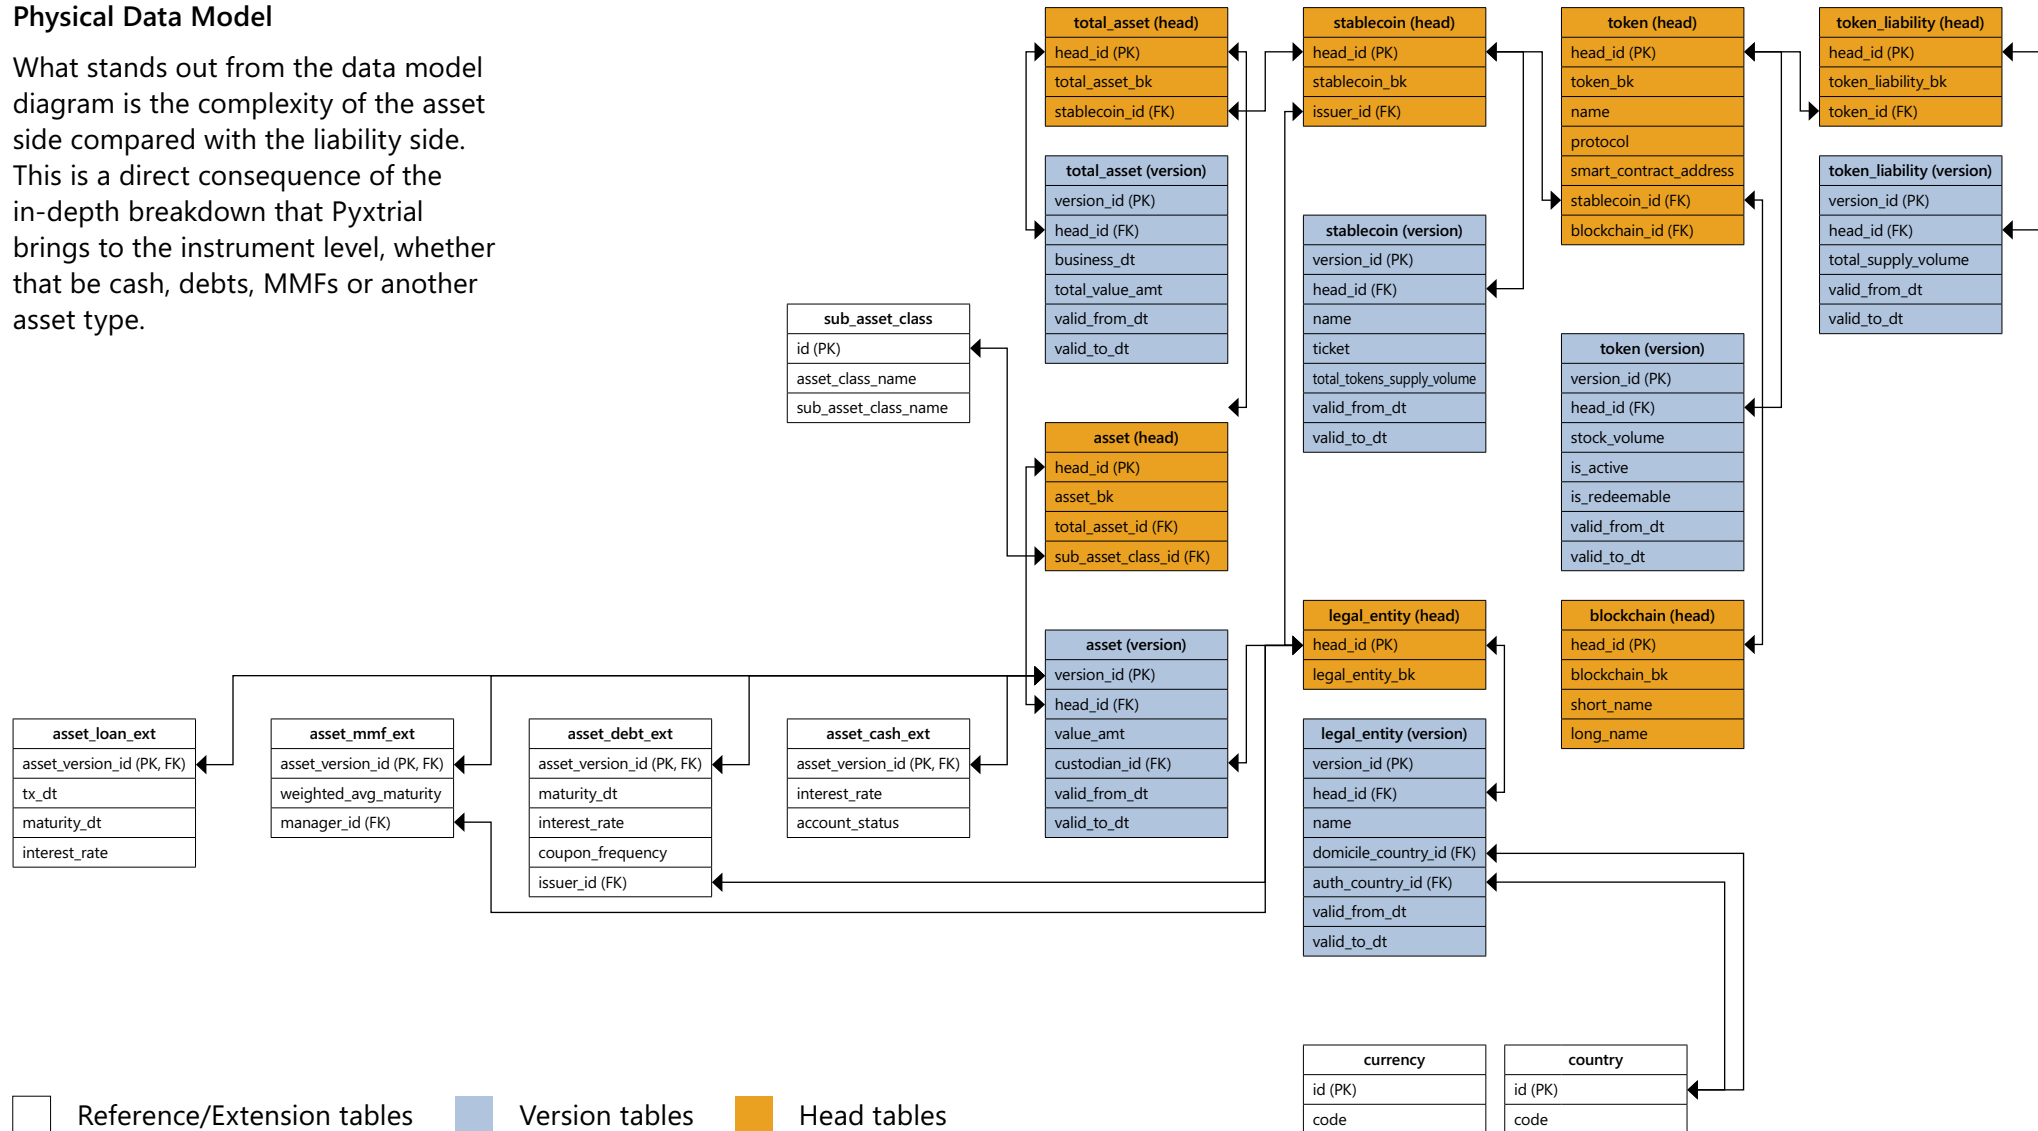 Physical Data Model
What stands out from the data model
diagram is the complexity of the asset
side compared with the liability side.
This is a direct consequence of the
in-depth breakdown that Pyxtrial
brings to the instrument level, whether
that be cash, debts, MMFs or another
asset type.
total_asset (head)
head_id (PK)
total_asset_bk
stablecoin_id (FK)
stablecoin (head)
head_id (PK)
stablecoin_bk
issuer_id (FK)
token (head)
head_id (PK)
token_bk
name
protocol
smart_contract_address
stablecoin_id (FK)
blockchain_id (FK)
token_liability (head)
head_id (PK)
token_liability_bk
token_id (FK)
total_asset (version)
version_id (PK)
head_id (FK)
business_dt
total_value_amt
valid_from_dt
valid_to_dt
token_liability (version)
version_id (PK)
head_id (FK)
total_supply_volume
valid_from_dt
valid_to_dt
stablecoin (version)
version_id (PK)
head_id (FK)
name
ticket
total_tokens_supply_volume
valid_from_dt
valid_to_dt
sub_asset_class
id (PK)
asset_class_name
sub_asset_class_name
token (version)
version_id (PK)
head_id (FK)
stock_volume
is_active
is_redeemable
valid_from_dt
valid_to_dt
asset (head)
head_id (PK)
asset_bk
total_asset_id (FK)
sub_asset_class_id (FK)
legal_entity (head)
head_id (PK)
legal_entity_bk
blockchain (head)
head_id (PK)
blockchain_bk
short_name
long_name
asset (version)
version_id (PK)
head_id (FK)
value_amt
custodian_id (FK)
valid_from_dt
valid_to_dt
asset_loan_ext
asset_version_id (PK, FK)
tx_dt
maturity_dt
interest_rate
asset_mmf_ext
asset_version_id (PK, FK)
weighted_avg_maturity
manager_id (FK)
asset_debt_ext
asset_version_id (PK, FK)
maturity_dt
interest_rate
coupon_frequency
issuer_id (FK)
asset_cash_ext
asset_version_id (PK, FK)
interest_rate
account_status
legal_entity (version)
version_id (PK)
head_id (FK)
name
domicile_country_id (FK)
auth_country_id (FK)
valid_from_dt
valid_to_dt
currency
id (PK)
code
country
id (PK)
code
Reference/Extension tables
Version tables
Head tables